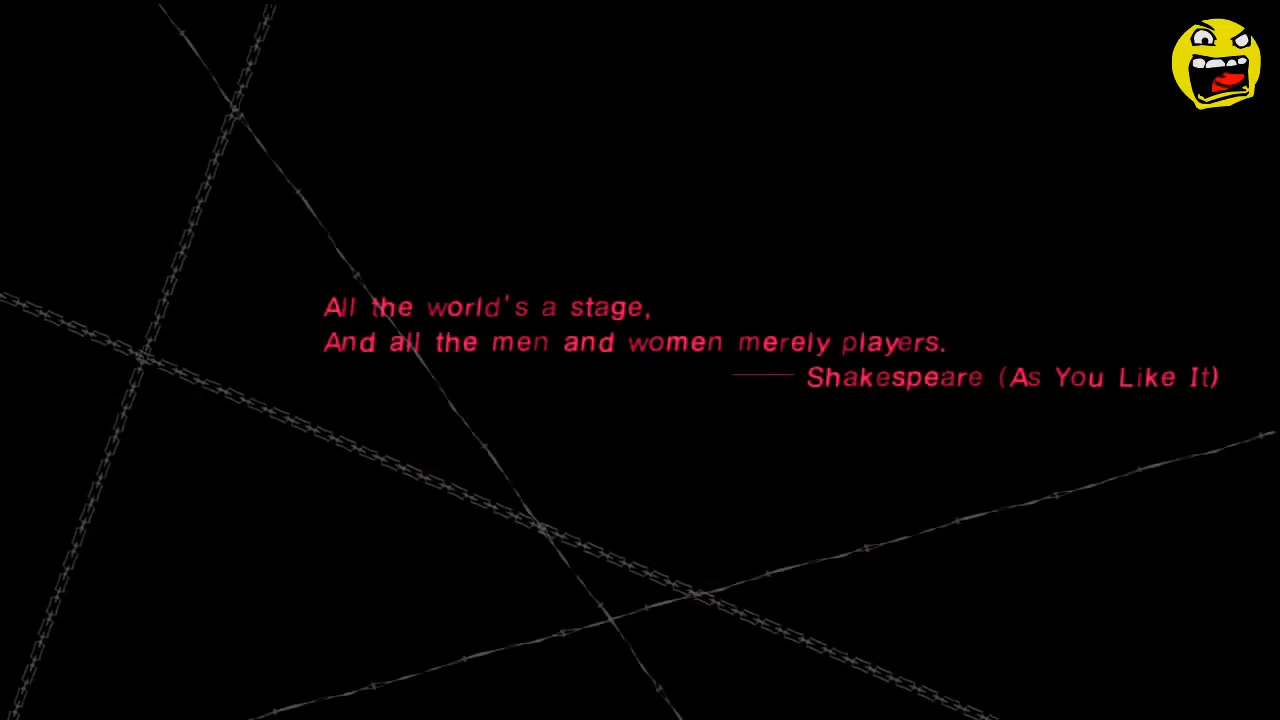 All the world's a stage,
And all the men and women merely players.
—— Shakespeare (As You Like It)